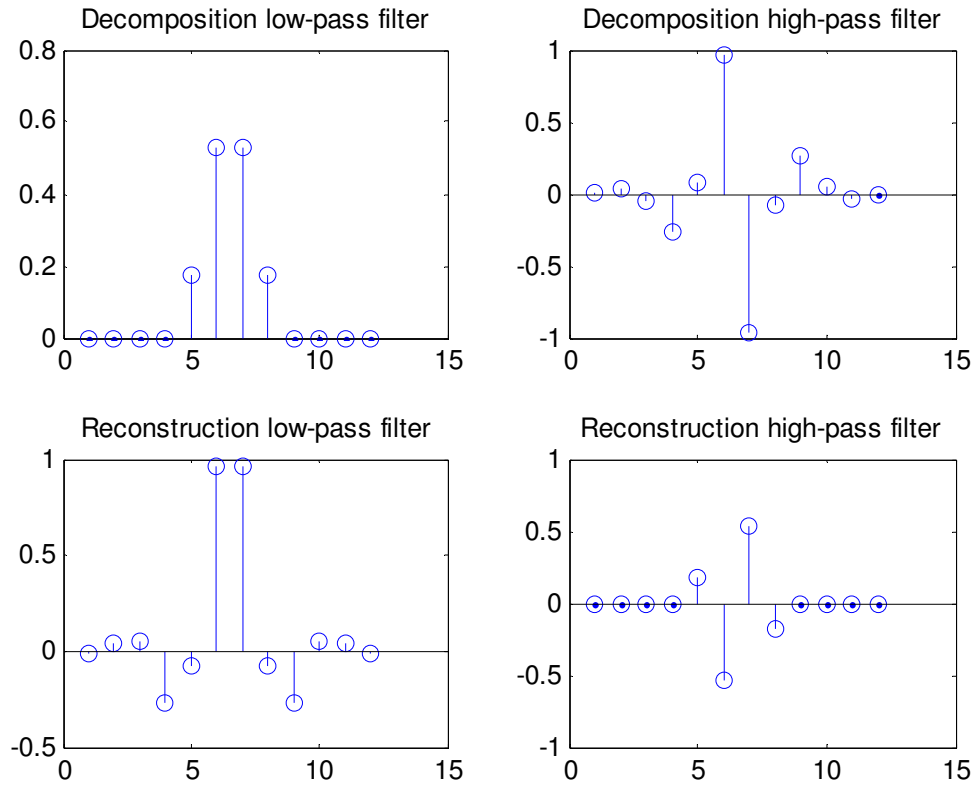 Decomposition low-pass filter
0.8
0.6
0.4
0.2
0
0 5 10 15
Decomposition high-pass filter
1
0.5
0
-0.5
-1
0 5 10 15
Reconstruction low-pass filter
1
0.5
0
-0.5
0 5 10 15
Reconstruction high-pass filter
1
0.5
0
-0.5
-1
0 5 10 15